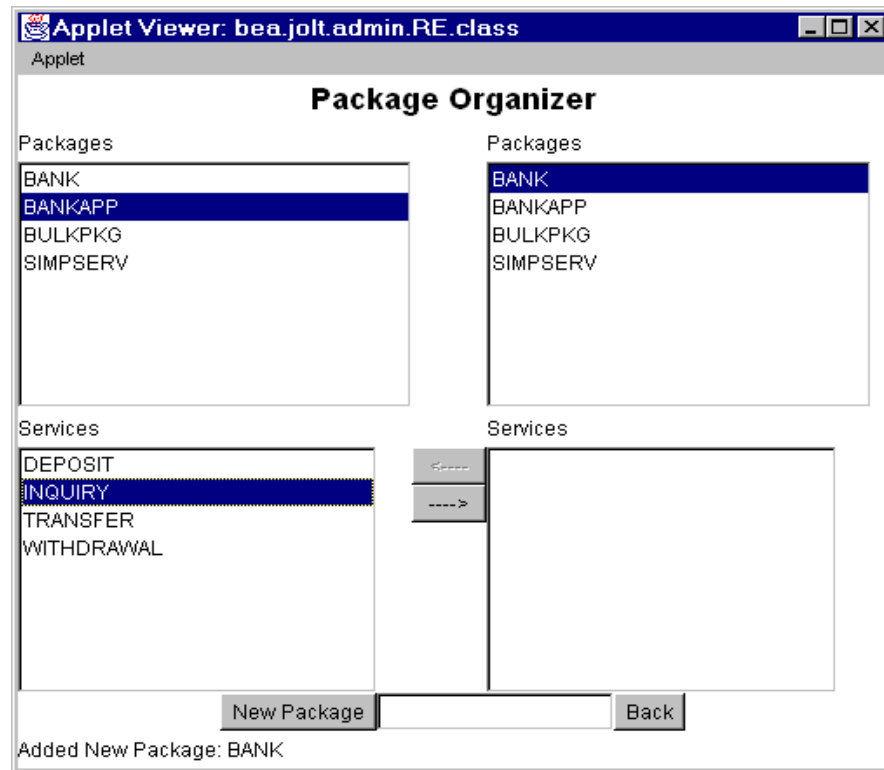 Applet Viewer: bea.jolt.admin.RE.class
Applet
Package Organizer
Packages
BANK
BANKAPP
BULKPKG
SIMPSERV
Packages
BANK
BANKAPP
BULKPKG
SIMPSERV
Services
DEPOSIT
INQUIRY
TRANSFER
WITHDRAWAL
<----
---->
Services
New Package
Back
Added New Package: BANK